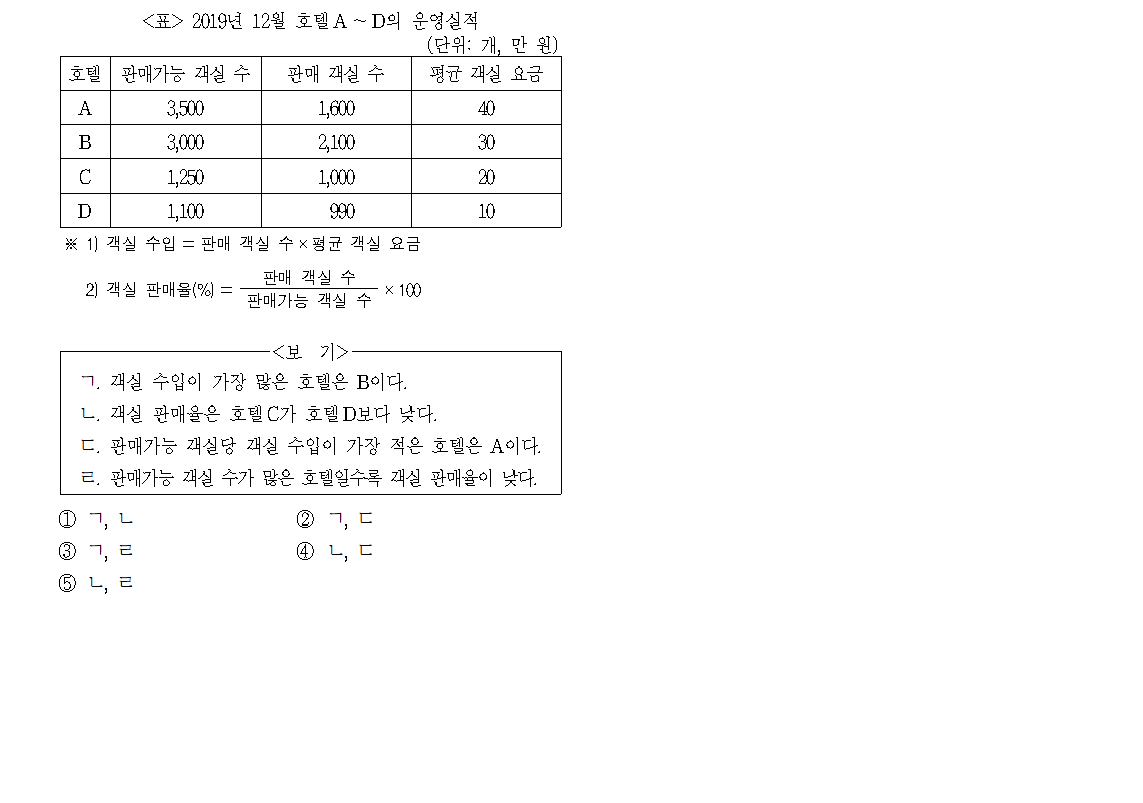 <표> 2019년 12월 호텔 A ~ D의 운영실적
(단위: 개, 만 원)
호텔 판매가능 객실 수 판매 객실 수 평균 객실 요금
A 3,500 1,600 40
B 3,000 2,100 30
C 1,250 1,000 20
D 1,100 990 10
※ 1) 객실 수입 = 판매 객실 수 × 평균 객실 요금
2) 객실 판매율(%) = 판매 객실 수 / 판매가능 객실 수 × 100
<보 기>
ㄱ. 객실 수입이 가장 많은 호텔은 B이다.
ㄴ. 객실 판매율은 호텔 C가 호텔 D보다 낮다.
ㄷ. 판매가능 객실당 객실 수입이 가장 적은 호텔은 A이다.
ㄹ. 판매가능 객실 수가 많은 호텔일수록 객실 판매율이 낮다.
① ㄱ, ㄴ ② ㄱ, ㄷ
③ ㄱ, ㄹ ④ ㄴ, ㄷ
⑤ ㄴ, ㄹ